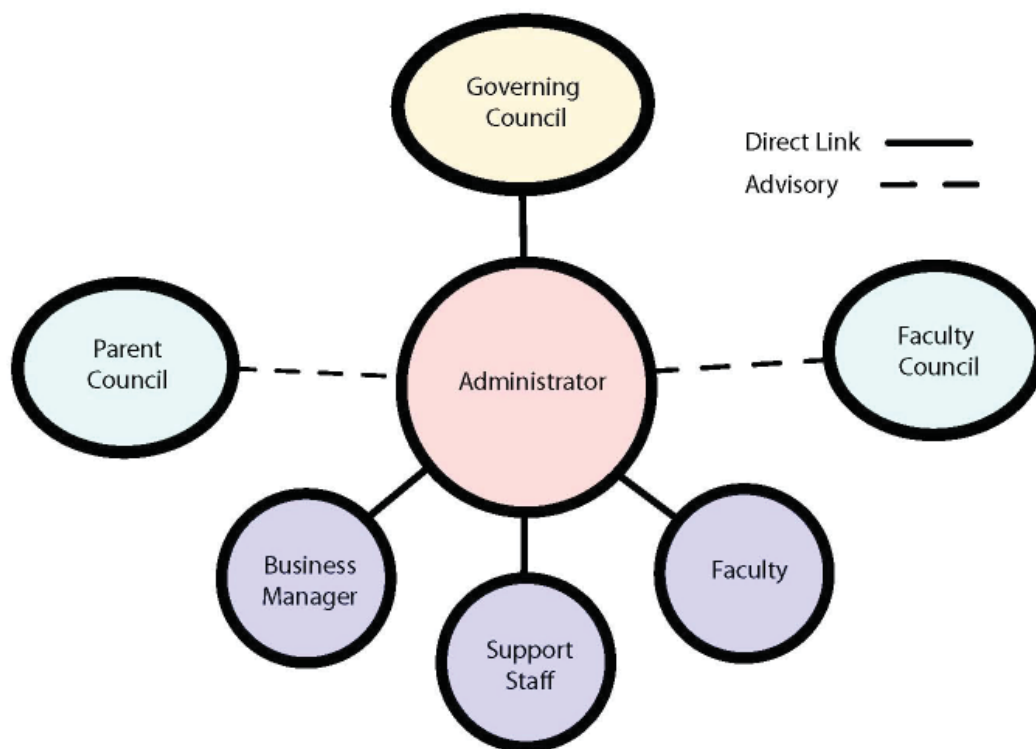 Governing
Council
Direct Link
Advisory
Parent
Council
Administrator
Faculty
Council
Business
Manager
Support
Staff
Faculty